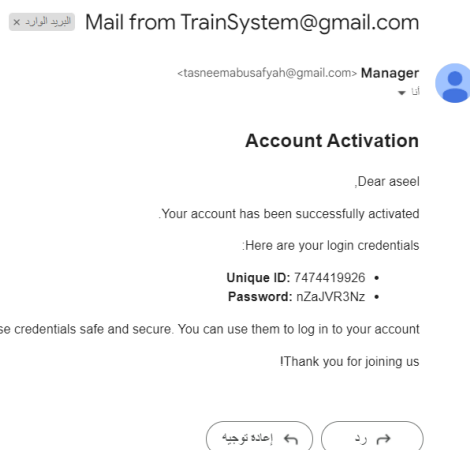 Mail from TrainSystem@gmail.com البريد الوارد ×
Manager <tasneemabusafyah@gmail.com>
أنا
Account Activation
,Dear aseel
.Your account has been successfully activated
:Here are your login credentials
Unique ID: 7474419926 •
Password: nZaJVR3Nz •
credentials safe and secure. You can use them to log in to your account
!Thank you for joining us
رد
إعادة توجيه